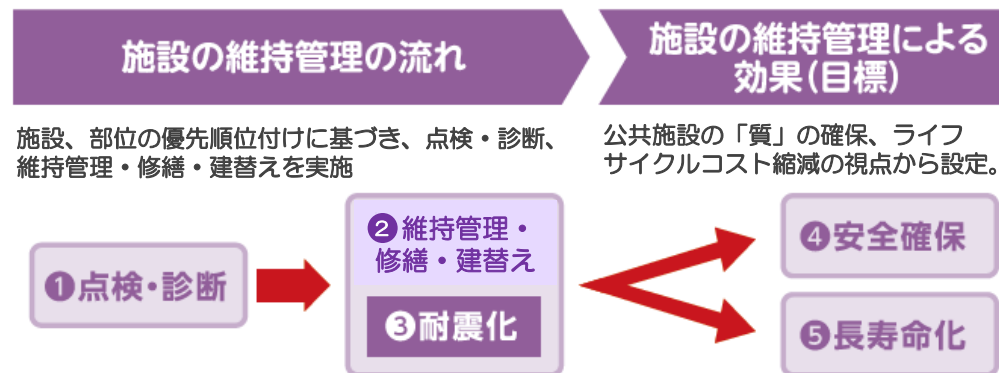 施設の維持管理の流れ
施設の維持管理による
効果(目標)
施設、部位の優先順位付けに基づき、点検・診断、
維持管理・修繕・建替えを実施
公共施設の「質」の確保、ライフ
サイクルコスト縮減の視点から設定。
❶点検・診断
❷維持管理・
修繕・建替え
❸耐震化
❹安全確保
❺長寿命化